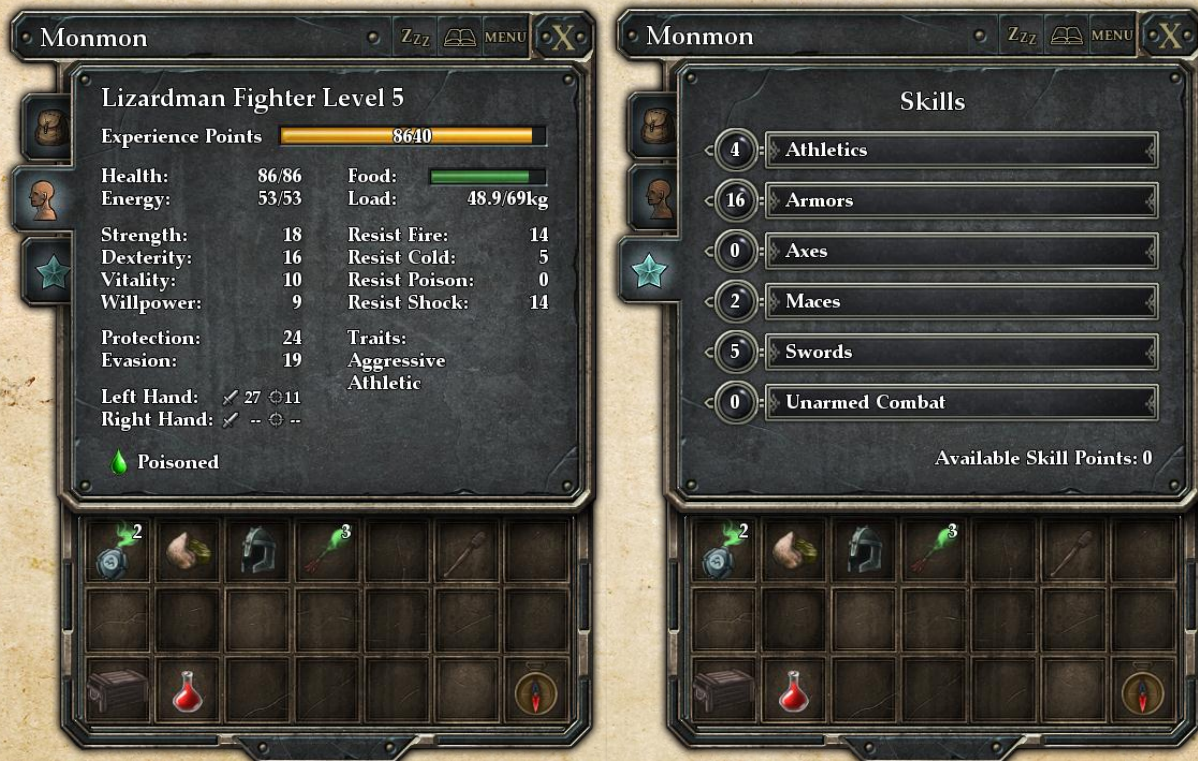 Monmon
Zzz
MENU
X
Lizardman Fighter Level 5
Experience Points 8640
Health: 86/86 Food:
Energy: 53/53 Load: 48.9/69kg
Strength: 18 Resist Fire: 14
Dexterity: 16 Resist Cold: 5
Vitality: 10 Resist Poison: 0
Willpower: 9 Resist Shock: 14
Protection: 24 Traits:
Evasion: 19 Aggressive
Athletic
Left Hand: 27 11
Right Hand: -- --
Poisoned
2
3
Monmon
Zzz
MENU
X
Skills
4 Athletics
16 Armors
0 Axes
2 Maces
5 Swords
0 Unarmed Combat
Available Skill Points: 0
2
3